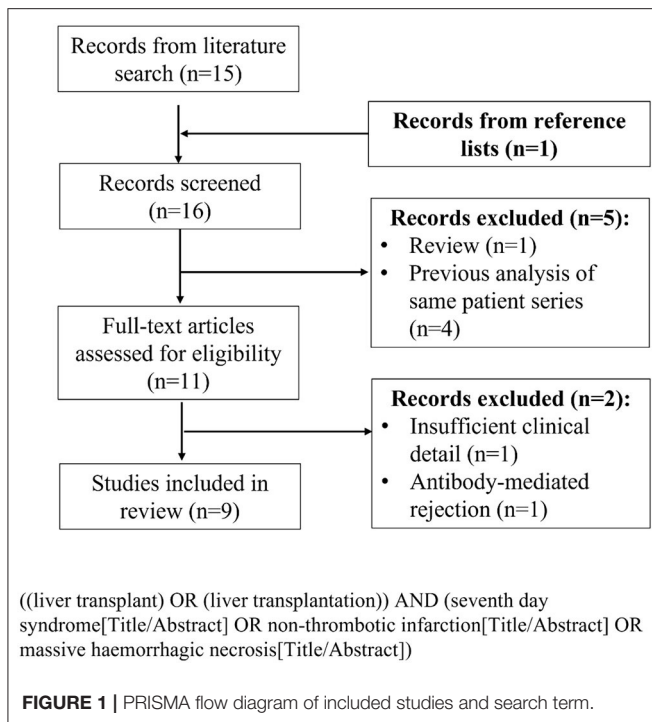 Records from literature
search (n=15)
Records from reference
lists (n=1)
Records screened
(n=16)
Records excluded (n=5):
• Review (n=1)
• Previous analysis of
same patient series
(n=4)
Full-text articles
assessed for eligibility
(n=11)
Records excluded (n=2):
• Insufficient clinical
detail (n=1)
• Antibody-mediated
rejection (n=1)
Studies included in
review (n=9)
((liver transplant) OR (liver transplantation)) AND (seventh day
syndrome[Title/Abstract] OR non-thrombotic infarction[Title/Abstract] OR
massive haemorrhagic necrosis[Title/Abstract])
FIGURE 1 | PRISMA flow diagram of included studies and search term.